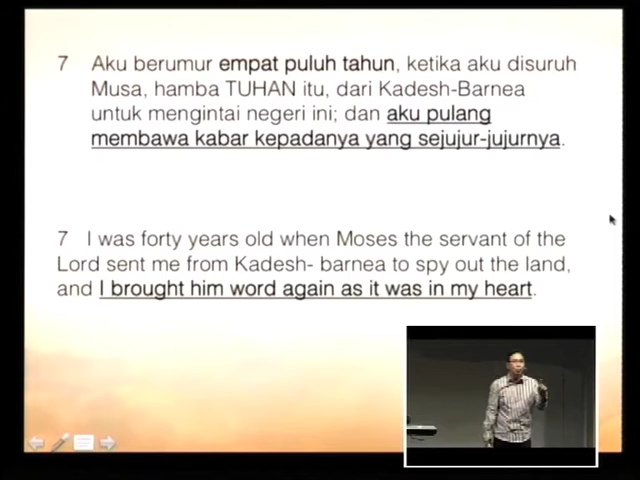 7 Aku berumur empat puluh tahun, ketika aku disuruh
Musa, hamba TUHAN itu, dari Kadesh-Barnea
untuk mengintai negeri ini; dan aku pulang
membawa kabar kepadanya yang sejujur-jujurnya.
7 I was forty years old when Moses the servant of the
Lord sent me from Kadesh- barnea to spy out the land,
and I brought him word again as it was in my heart.